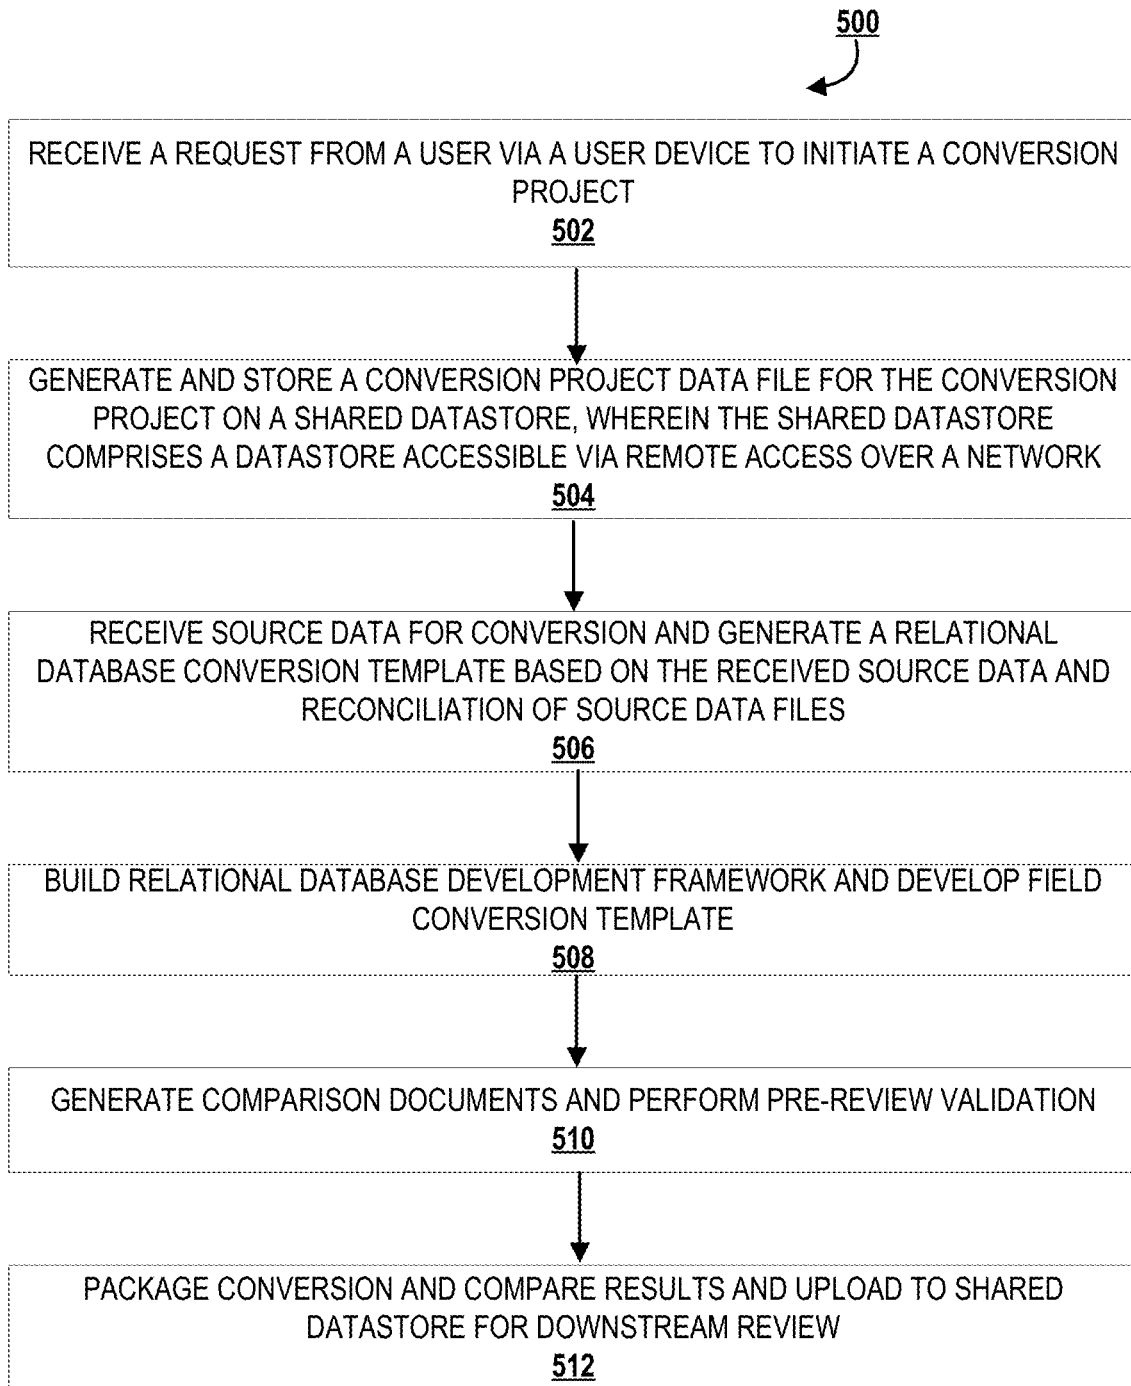 500
RECEIVE A REQUEST FROM A USER VIA A USER DEVICE TO INITIATE A CONVERSION
PROJECT
502
GENERATE AND STORE A CONVERSION PROJECT DATA FILE FOR THE CONVERSION
PROJECT ON A SHARED DATASTORE, WHEREIN THE SHARED DATASTORE
COMPRISES A DATASTORE ACCESSIBLE VIA REMOTE ACCESS OVER A NETWORK
504
RECEIVE SOURCE DATA FOR CONVERSION AND GENERATE A RELATIONAL
DATABASE CONVERSION TEMPLATE BASED ON THE RECEIVED SOURCE DATA AND
RECONCILIATION OF SOURCE DATA FILES
506
BUILD RELATIONAL DATABASE DEVELOPMENT FRAMEWORK AND DEVELOP FIELD
CONVERSION TEMPLATE
508
GENERATE COMPARISON DOCUMENTS AND PERFORM PRE-REVIEW VALIDATION
510
PACKAGE CONVERSION AND COMPARE RESULTS AND UPLOAD TO SHARED
DATASTORE FOR DOWNSTREAM REVIEW
512